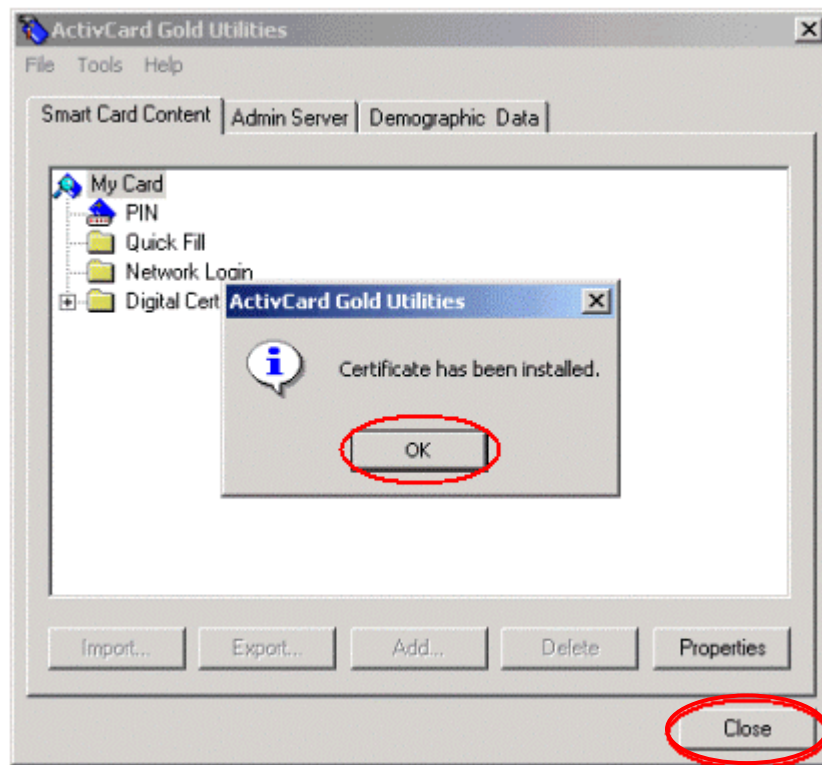 ActivCard Gold Utilities
File Tools Help
Smart Card Content Admin Server Demographic Data
My Card
PIN
Quick Fill
Network Login
Digital Cert
ActivCard Gold Utilities
Certificate has been installed.
OK
Import... Export... Add... Delete Properties
Close